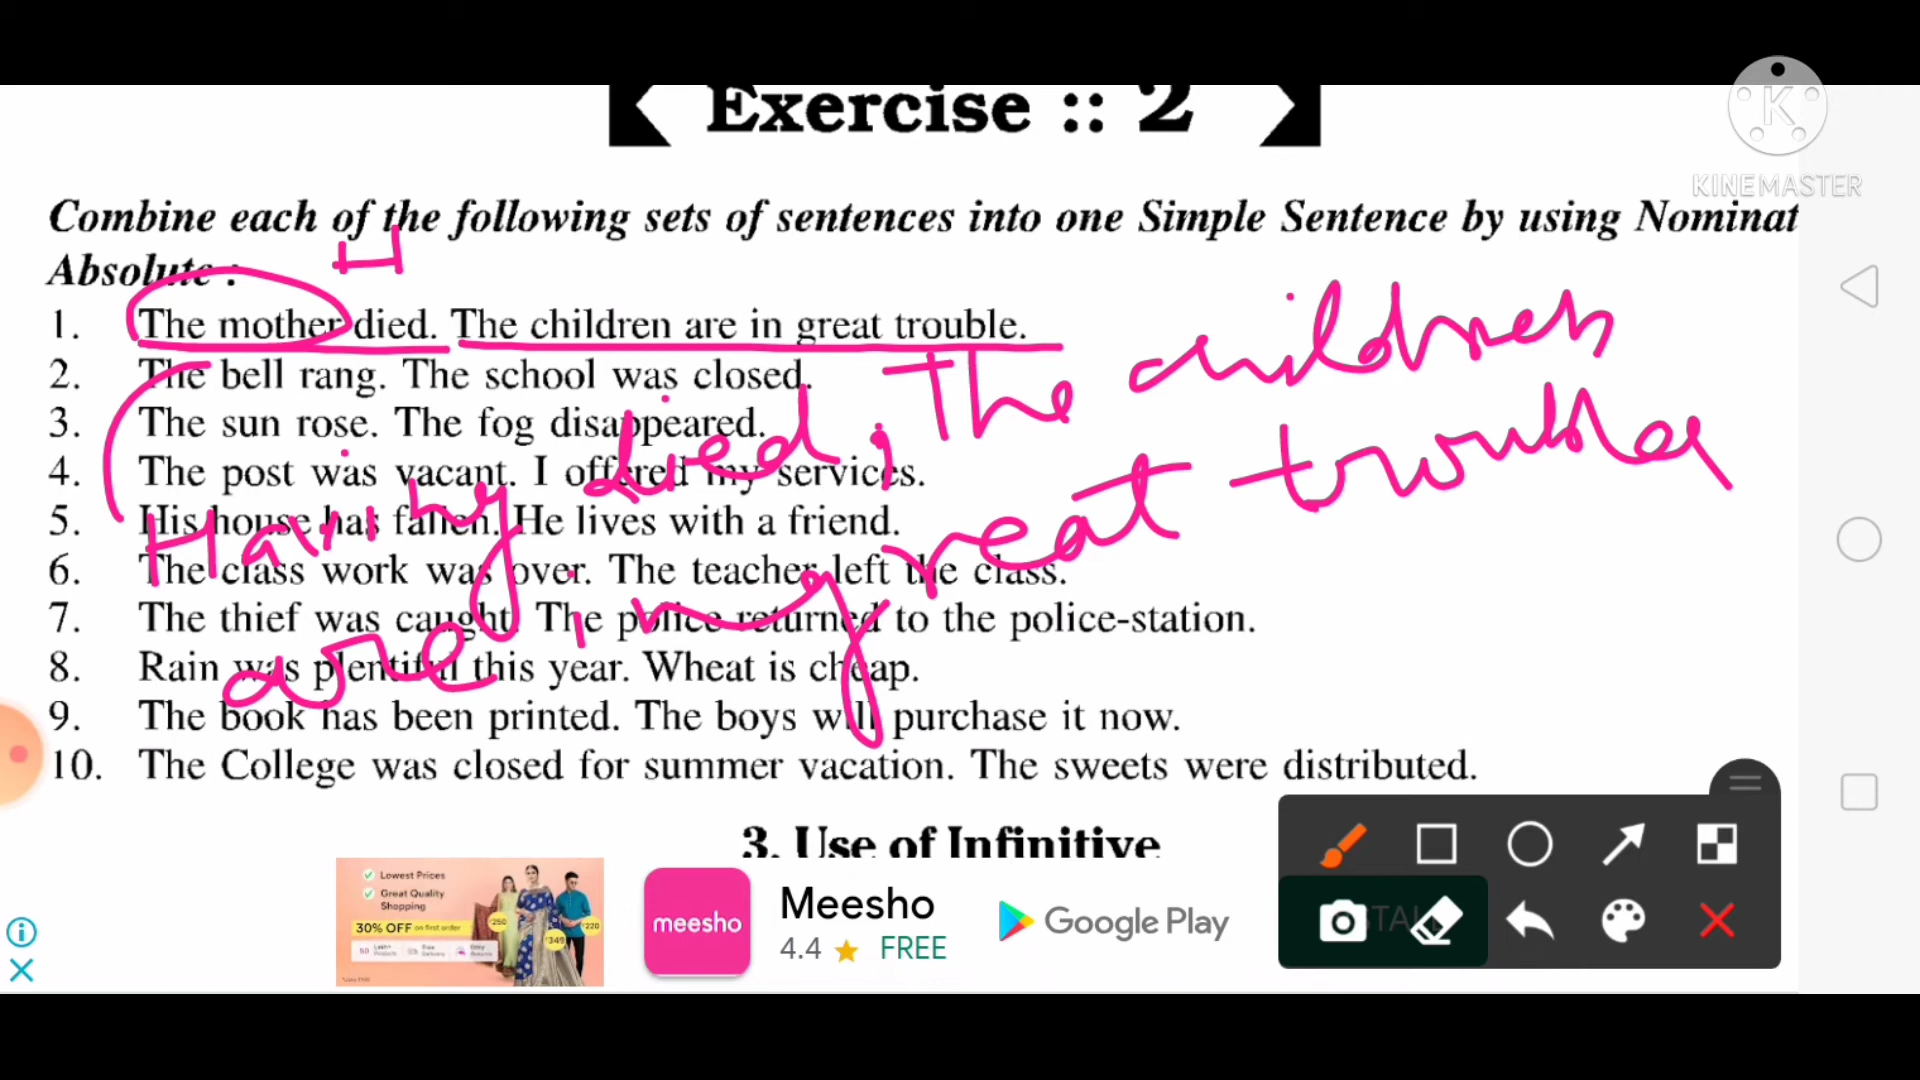 Exercise :: 2
K
KINEMASTER
Combine each of the following sets of sentences into one Simple Sentence by using Nominat
Absolute :
H
1. The mother died. The children are in great trouble.
2. The bell rang. The school was closed.
3. The sun rose. The fog disappeared.
4. The post was vacant. I offered my services.
5. His house has fallen. He lives with a friend.
6. The class work was over. The teacher left the class.
7. The thief was caught. The police returned to the police-station.
8. Rain was plentiful this year. Wheat is cheap.
9. The book has been printed. The boys will purchase it now.
10. The College was closed for summer vacation. The sweets were distributed.
Having died, The children
are in great trouble
3. Use of Infinitive
Lowest Prices
Great Quality
Shopping
30% OFF on first order
₹250
₹349
₹220
meesho
Meesho
4.4 FREE
Google Play